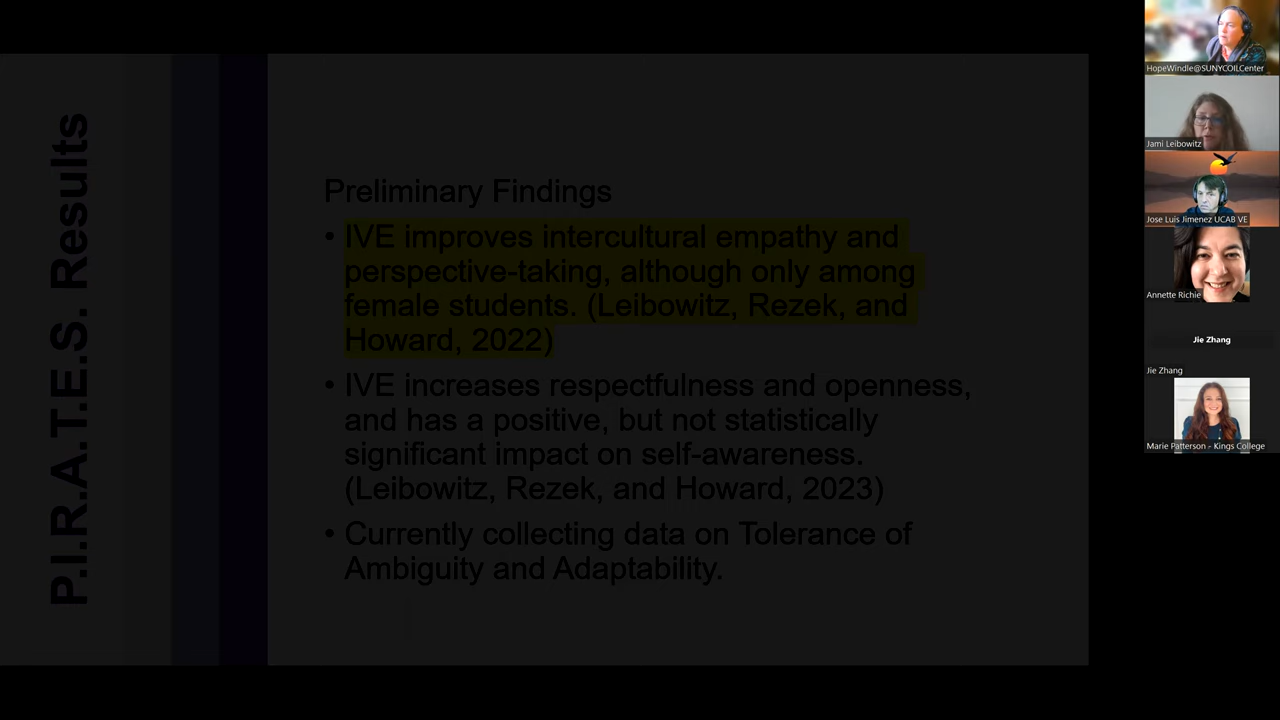 P.I.R.A.T.E.S. Results
Preliminary Findings
• IVE improves intercultural empathy and
perspective-taking, although only among
female students. (Leibowitz, Rezek, and
Howard, 2022)
• IVE increases respectfulness and openness,
and has a positive, but not statistically
significant impact on self-awareness.
(Leibowitz, Rezek, and Howard, 2023)
• Currently collecting data on Tolerance of
Ambiguity and Adaptability.
HopeWindle@SUNYCOILCenter
Jami Leibowitz
Jose Luis Jimenez UCAB VE
Annette Richie
Jie Zhang
Jie Zhang
Marie Patterson - Kings College